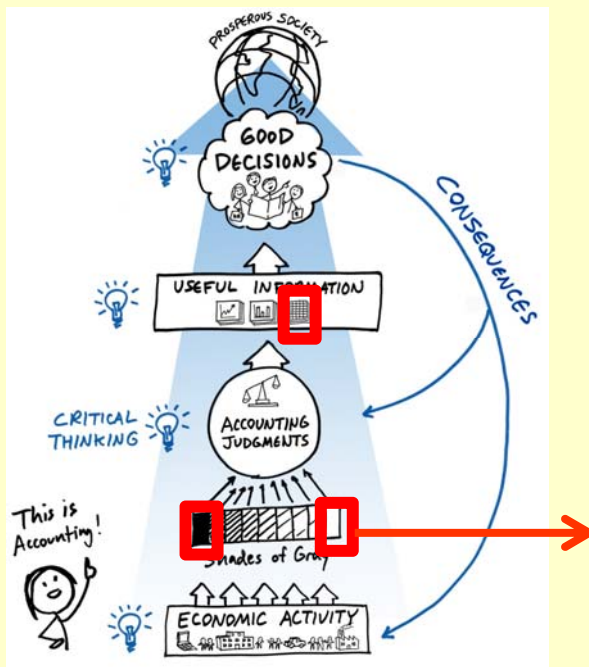 PROSPEROUS SOCIETY
GOOD
DECISIONS
CONSEQUENCES
USEFUL INFORMATION
CRITICAL
THINKING
ACCOUNTING
JUDGMENTS
This is
Accounting!
Shades of Gray
ECONOMIC ACTIVITY